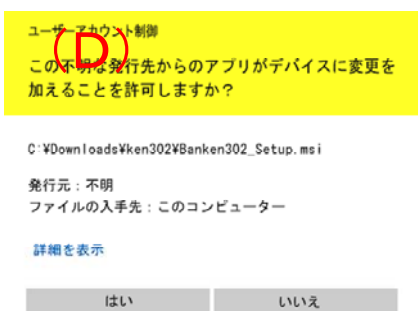 ユーザーアカウント制御
(D)
この不明な発行先からのアプリがデバイスに変更を
加えることを許可しますか？
C:¥Downloads¥ken302¥Banken302_Setup.msi
発行元：不明
ファイルの入手先：このコンピューター
詳細を表示
はい
いいえ